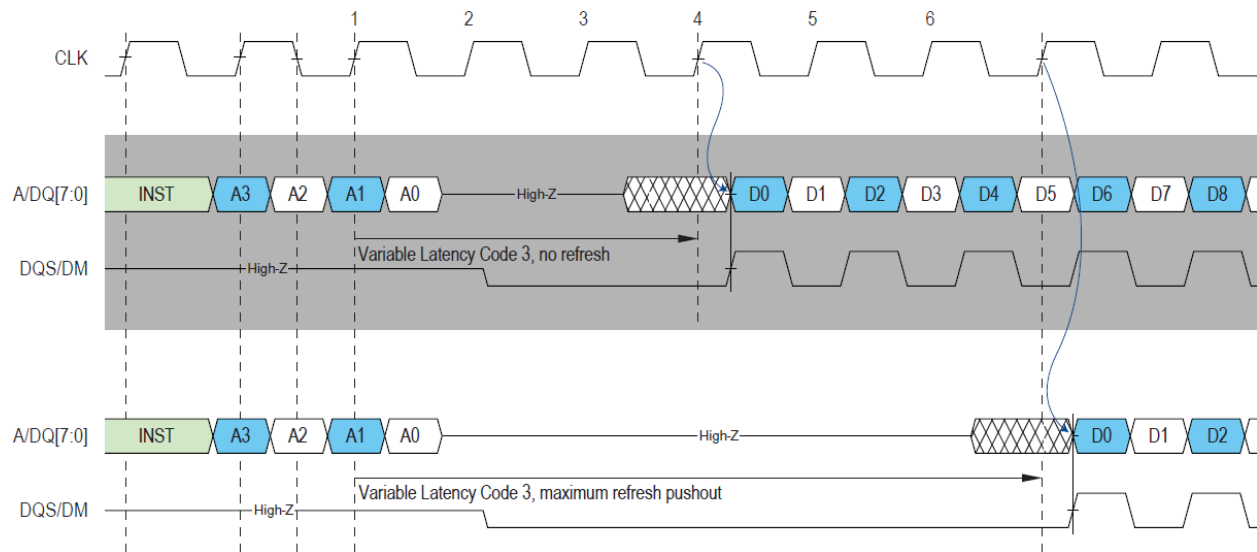 1 2 3 4 5 6
CLK
A/DQ[7:0] INST A3 A2 A1 A0 High-Z D0 D1 D2 D3 D4 D5 D6 D7 D8
Variable Latency Code 3, no refresh
DQS/DM High-Z
A/DQ[7:0] INST A3 A2 A1 A0 High-Z D0 D1 D2
Variable Latency Code 3, maximum refresh pushout
DQS/DM High-Z